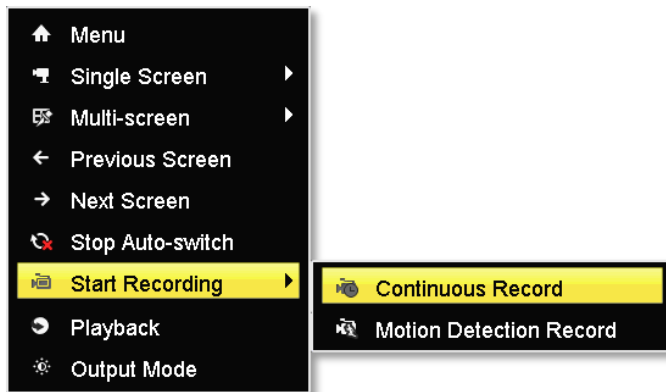 Menu
Single Screen
Multi-screen
Previous Screen
Next Screen
Stop Auto-switch
Start Recording
Continuous Record
Motion Detection Record
Playback
Output Mode